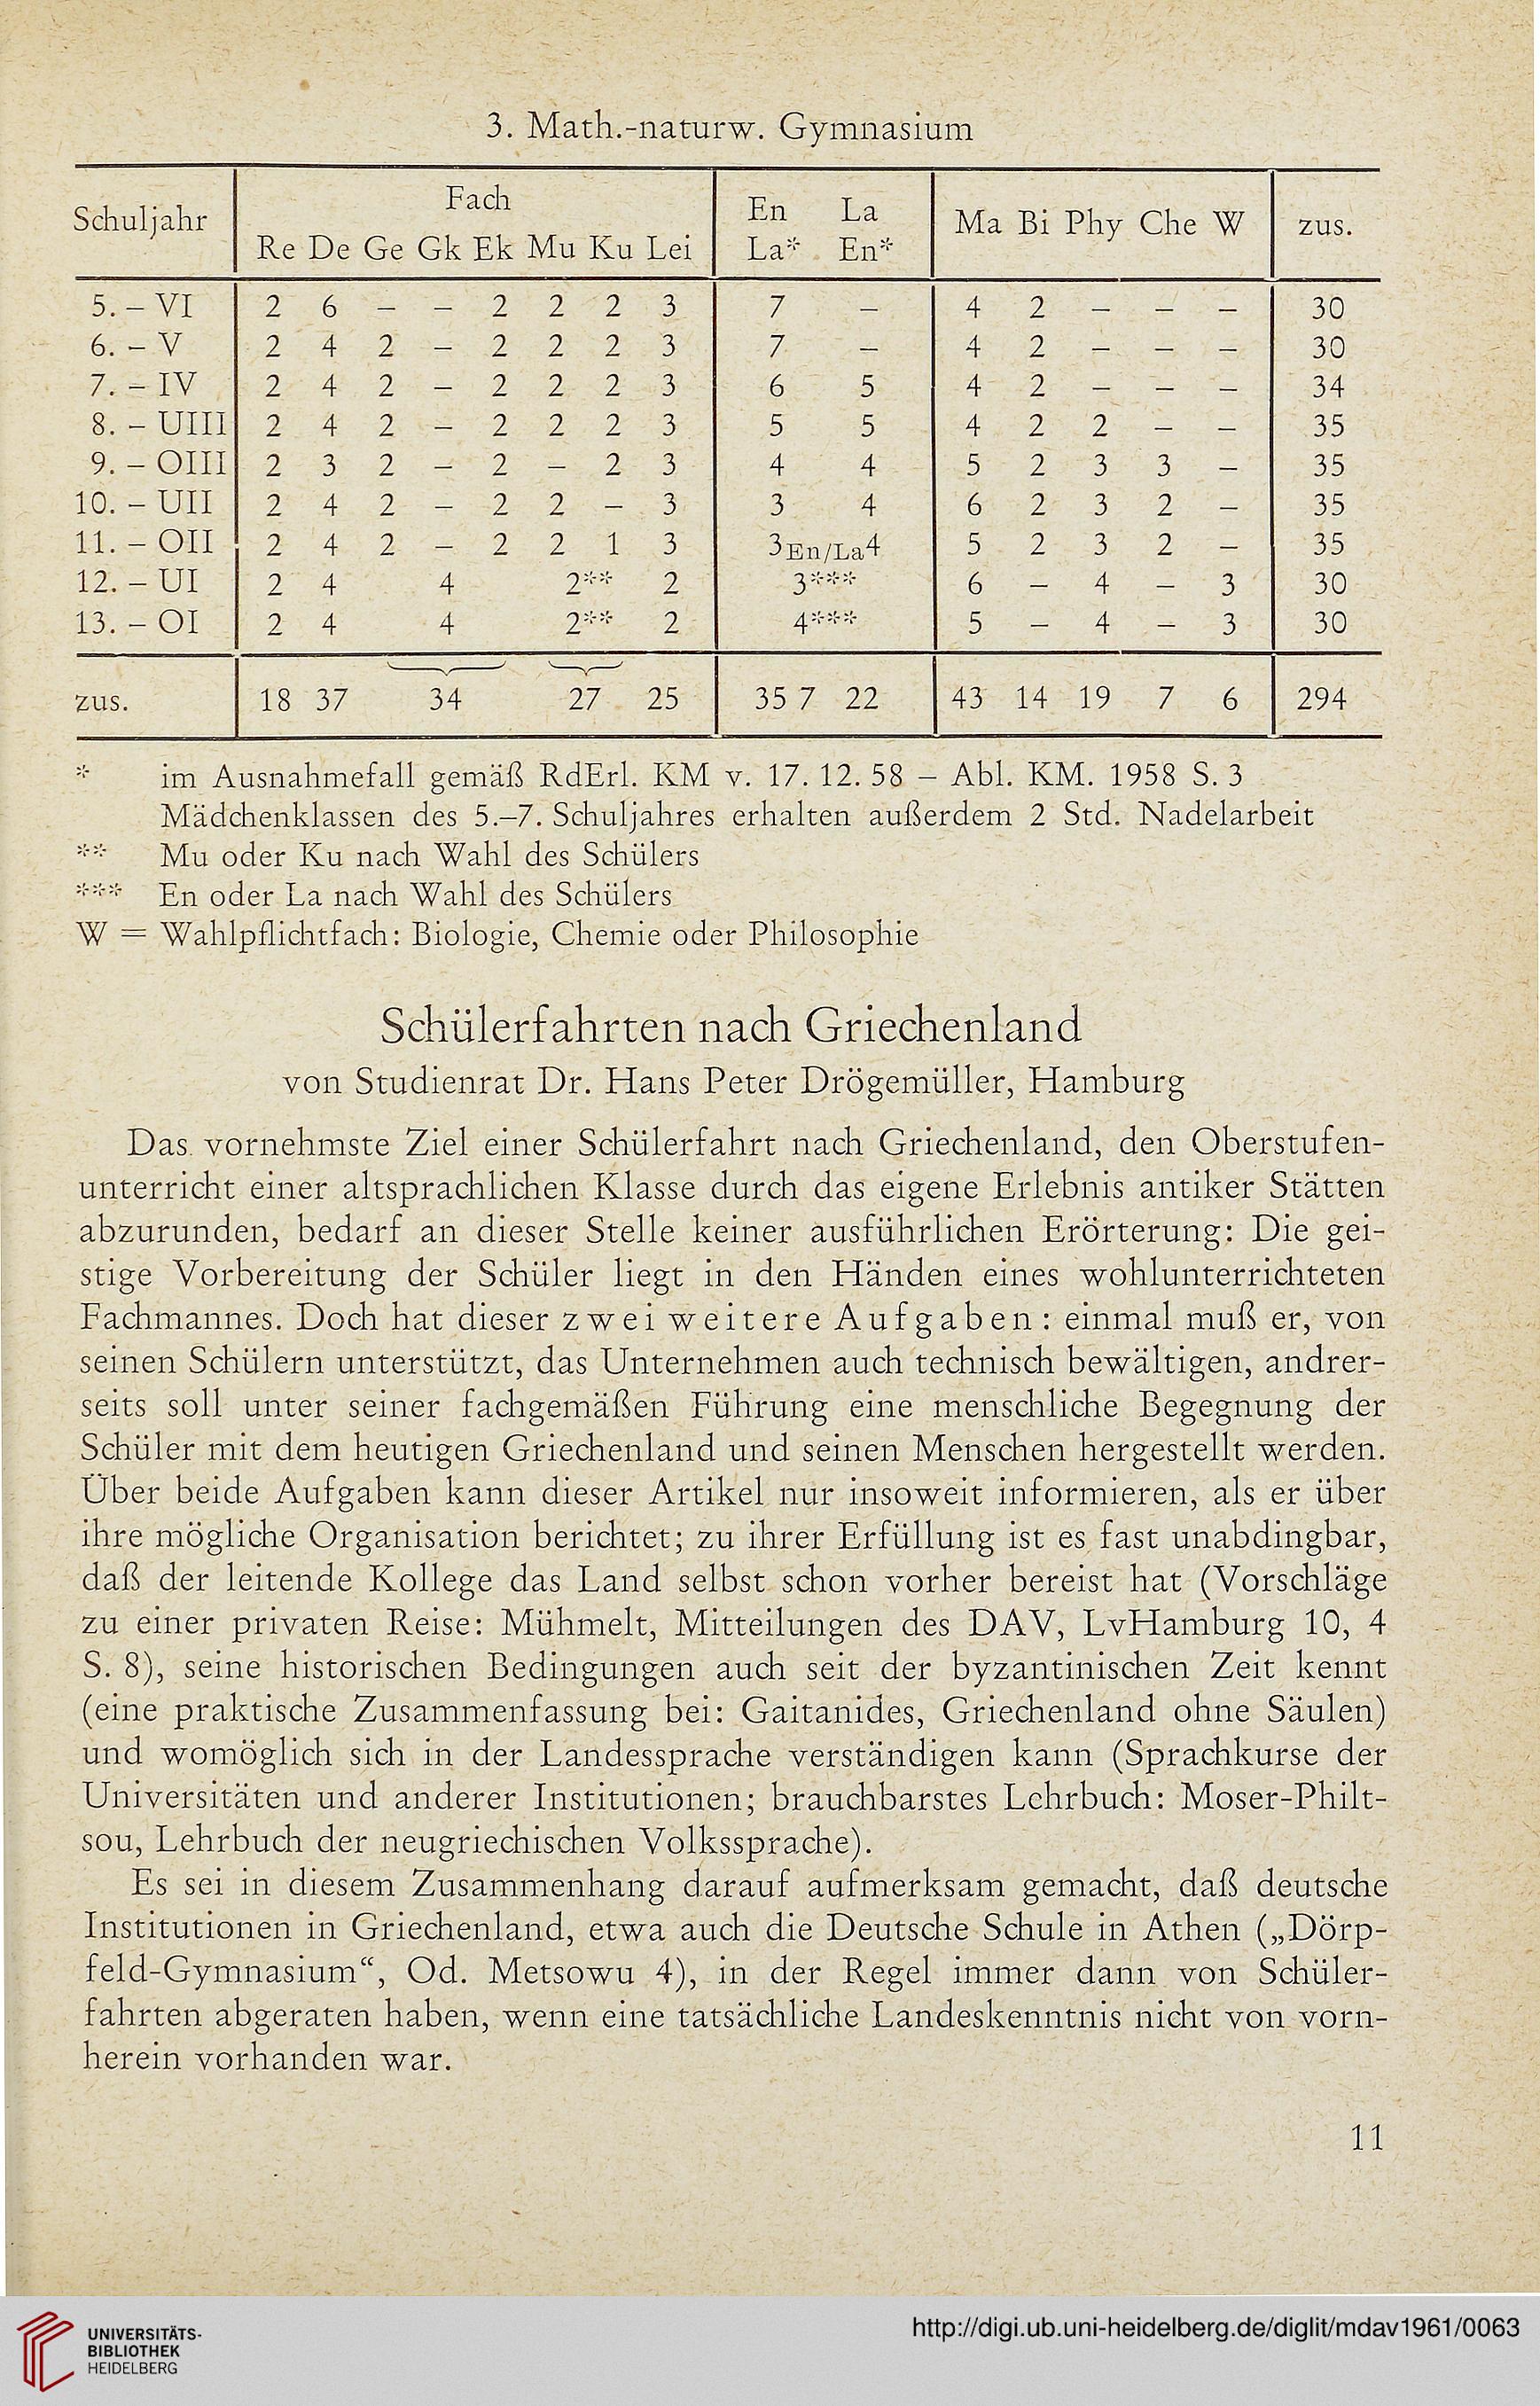 3. Math.-naturw. Gymnasium
Schuljahr Fach En La Ma Bi Phy Che W zus.
Re De Ge Gk Ek Mu Ku Lei La* En*
5. – VI 2 6 – – 2 2 2 3 7 – 4 2 – – – 30
6. – V 2 4 2 – 2 2 2 3 7 – 4 2 – – – 30
7. – IV 2 4 2 – 2 2 2 3 6 5 4 2 – – – 34
8. – UIII 2 4 2 – 2 2 2 3 5 5 4 2 2 – – 35
9. – OIII 2 3 2 – 2 – 2 3 4 4 5 2 3 3 – 35
10. – UII 2 4 2 – 2 2 – 3 3 4 6 2 3 2 – 35
11. – OII 2 4 2 – 2 2 1 3 3En/La4 5 2 3 2 – 35
12. – UI 2 4 4 2** 2 3*** 6 – 4 – 3 30
13. – OI 2 4 4 2** 2 4*** 5 – 4 – 3 30
zus. 18 37 34 27 25 35 7 22 43 14 19 7 6 294
* im Ausnahmefall gemäß RdErl. KM v. 17. 12. 58 – Abl. KM. 1958 S. 3
Mädchenklassen des 5.–7. Schuljahres erhalten außerdem 2 Std. Nadelarbeit
** Mu oder Ku nach Wahl des Schülers
*** En oder La nach Wahl des Schülers
W = Wahlpflichtfach: Biologie, Chemie oder Philosophie
Schülerfahrten nach Griechenland
von Studienrat Dr. Hans Peter Drögemüller, Hamburg
Das vornehmste Ziel einer Schülerfahrt nach Griechenland, den Oberstufen-
unterricht einer altsprachlichen Klasse durch das eigene Erlebnis antiker Stätten
abzurunden, bedarf an dieser Stelle keiner ausführlichen Erörterung: Die gei-
stige Vorbereitung der Schüler liegt in den Händen eines wohlunterrichteten
Fachmannes. Doch hat dieser zwei weitere Aufgaben: einmal muß er, von
seinen Schülern unterstützt, das Unternehmen auch technisch bewältigen, andrer-
seits soll unter seiner fachgemäßen Führung eine menschliche Begegnung der
Schüler mit dem heutigen Griechenland und seinen Menschen hergestellt werden.
Über beide Aufgaben kann dieser Artikel nur insoweit informieren, als er über
ihre mögliche Organisation berichtet; zu ihrer Erfüllung ist es fast unabdingbar,
daß der leitende Kollege das Land selbst schon vorher bereist hat (Vorschläge
zu einer privaten Reise: Mühmelt, Mitteilungen des DAV, LvHamburg 10, 4
S. 8), seine historischen Bedingungen auch seit der byzantinischen Zeit kennt
(eine praktische Zusammenfassung bei: Gaitanides, Griechenland ohne Säulen)
und womöglich sich in der Landessprache verständigen kann (Sprachkurse der
Universitäten und anderer Institutionen; brauchbarstes Lehrbuch: Moser-Philt-
sou, Lehrbuch der neugriechischen Volkssprache).
Es sei in diesem Zusammenhang darauf aufmerksam gemacht, daß deutsche
Institutionen in Griechenland, etwa auch die Deutsche Schule in Athen („Dörp-
feld-Gymnasium“, Od. Metsowu 4), in der Regel immer dann von Schüler-
fahrten abgeraten haben, wenn eine tatsächliche Landeskenntnis nicht von vorn-
herein vorhanden war.
11
UNIVERSITÄTS-
BIBLIOTHEK
HEIDELBERG
http://digi.ub.uni-heidelberg.de/diglit/mdav1961/0063